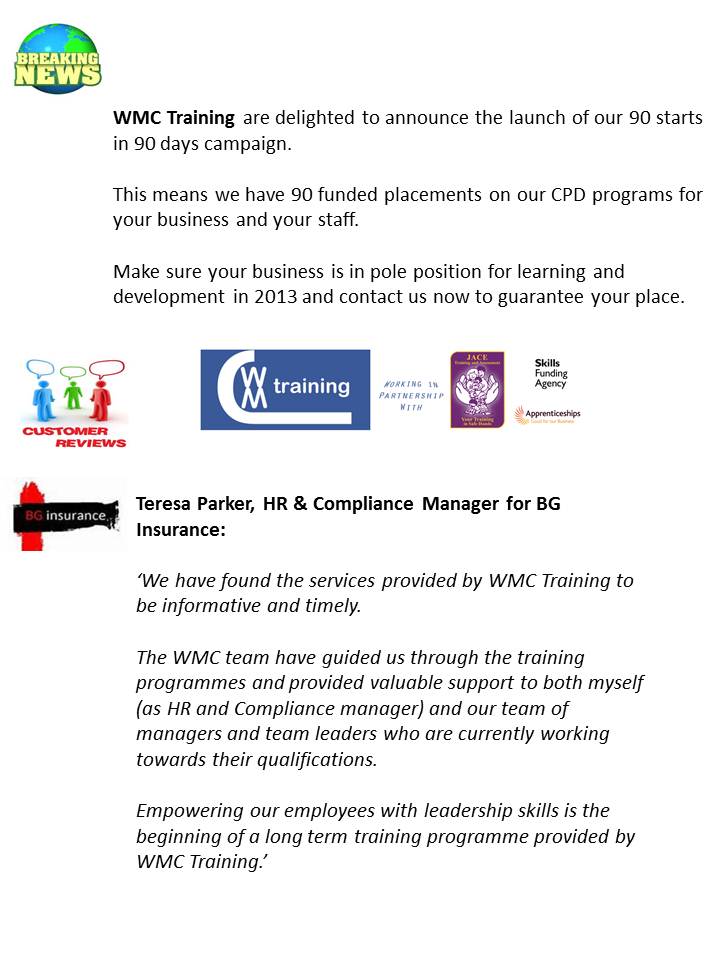 BREAKING
NEWS
WMC Training are delighted to announce the launch of our 90 starts
in 90 days campaign.
This means we have 90 funded placements on our CPD programs for
your business and your staff.
Make sure your business is in pole position for learning and
development in 2013 and contact us now to guarantee your place.
CUSTOMER
REVIEWS
WM training
WORKING IN
PARTNERSHIP
WITH
JACE
Training and Assessment
Your Training
in Safe Hands
Skills
Funding
Agency
Apprenticeships
Good for our Business
BG insurance
Teresa Parker, HR & Compliance Manager for BG
Insurance:
‘We have found the services provided by WMC Training to
be informative and timely.
The WMC team have guided us through the training
programmes and provided valuable support to both myself
(as HR and Compliance manager) and our team of
managers and team leaders who are currently working
towards their qualifications.
Empowering our employees with leadership skills is the
beginning of a long term training programme provided by
WMC Training.’